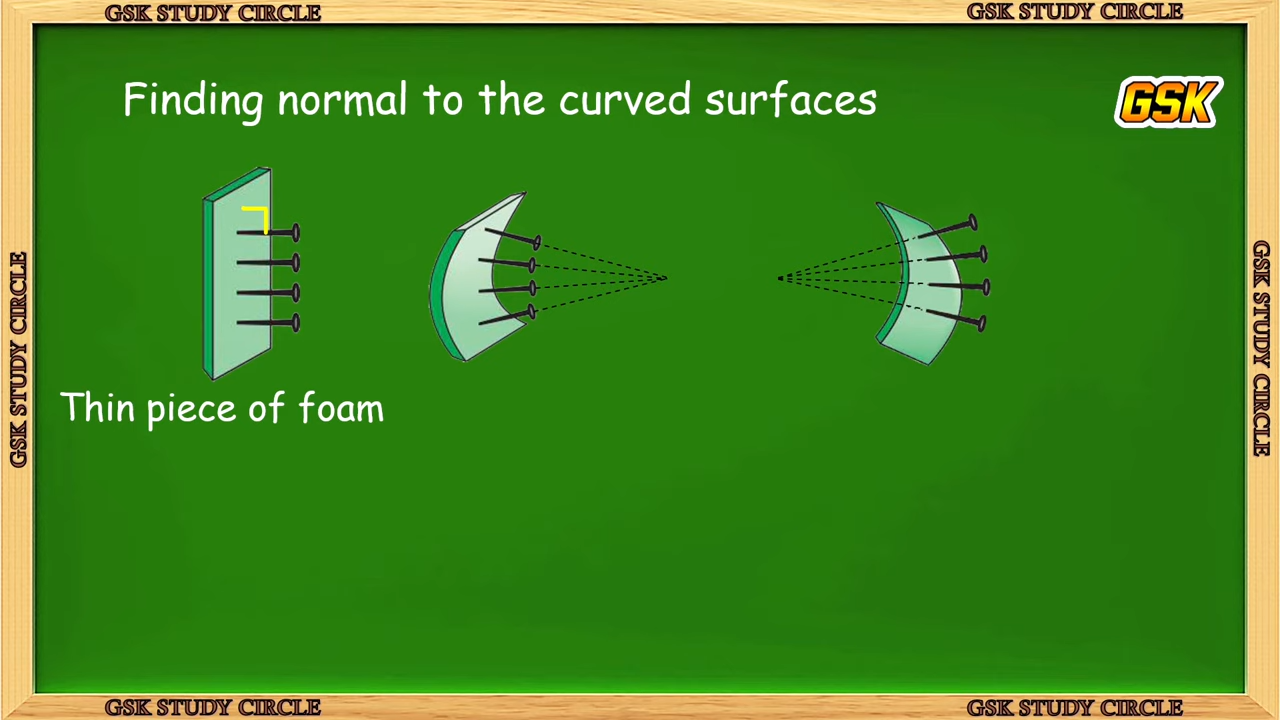 GSK STUDY CIRCLE
GSK STUDY CIRCLE
Finding normal to the curved surfaces
GSK
GSK STUDY CIRCLE
GSK STUDY CIRCLE
Thin piece of foam
GSK STUDY CIRCLE
GSK STUDY CIRCLE